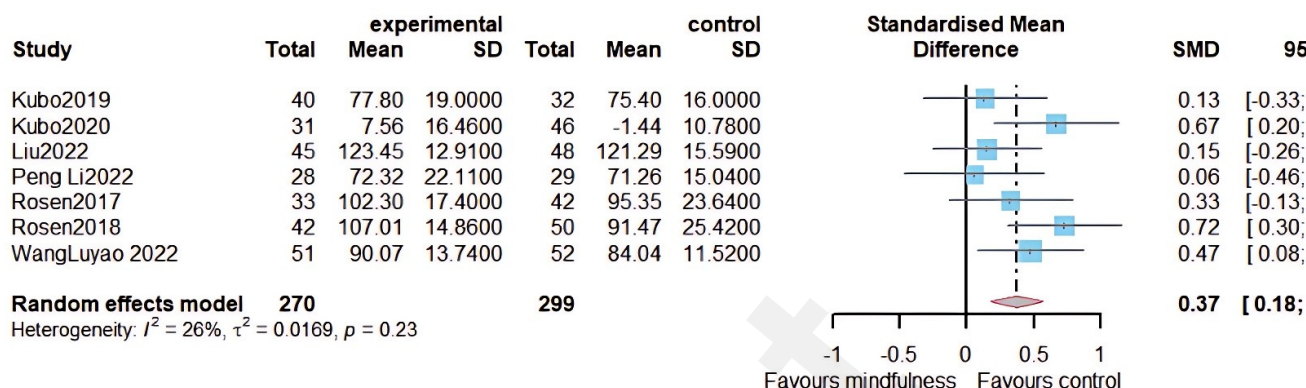 experimental control Standardised Mean
Study Total Mean SD Total Mean SD Difference SMD 95
Kubo2019 40 77.80 19.0000 32 75.40 16.0000 0.13 [-0.33;
Kubo2020 31 7.56 16.4600 46 -1.44 10.7800 0.67 [ 0.20;
Liu2022 45 123.45 12.9100 48 121.29 15.5900 0.15 [-0.26;
Peng Li2022 28 72.32 22.1100 29 71.26 15.0400 0.06 [-0.46;
Rosen2017 33 102.30 17.4000 42 95.35 23.6400 0.33 [-0.13;
Rosen2018 42 107.01 14.8600 50 91.47 25.4200 0.72 [ 0.30;
WangLuyao 2022 51 90.07 13.7400 52 84.04 11.5200 0.47 [ 0.08;
Random effects model 270 299 0.37 [ 0.18;
Heterogeneity: I² = 26%, τ² = 0.0169, p = 0.23
-1 -0.5 0 0.5 1
Favours mindfulness Favours control